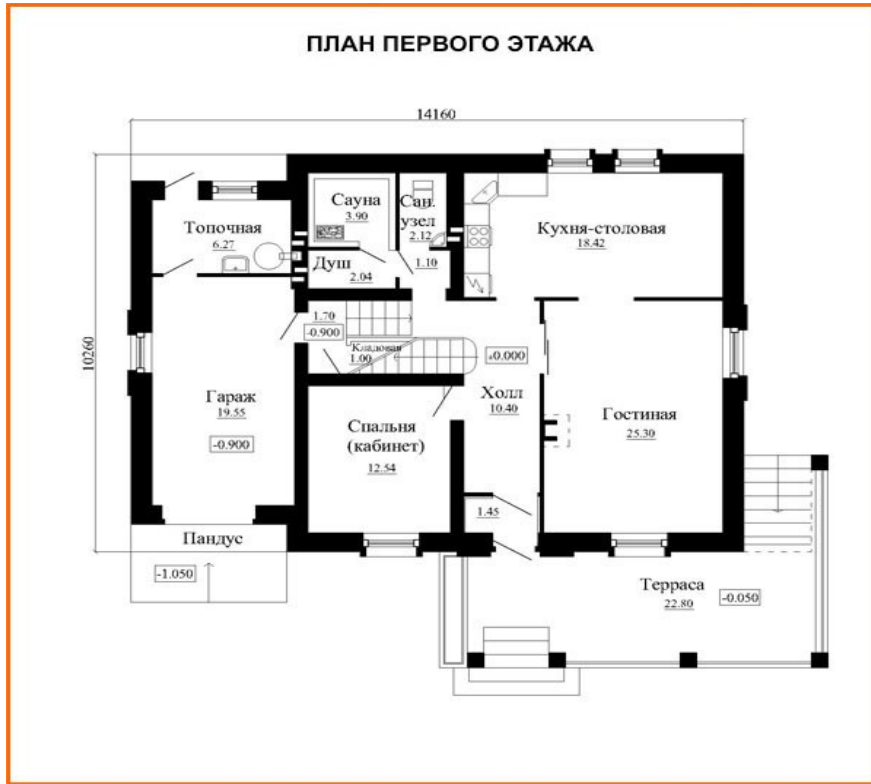 ПЛАН ПЕРВОГО ЭТАЖА
14160
10260
Сауна
3.90
Сан.
узел
2.12
Топочная
6.27
Кухня-столовая
18.42
Душ
2.04
1.10
1.70
-0.900
Кладовая
1.00
±0.000
Гараж
19.55
-0.900
Холл
10.40
Гостиная
25.30
Спальня
(кабинет)
12.54
1.45
Пандус
-1.050
Терраса
22.80
-0.050